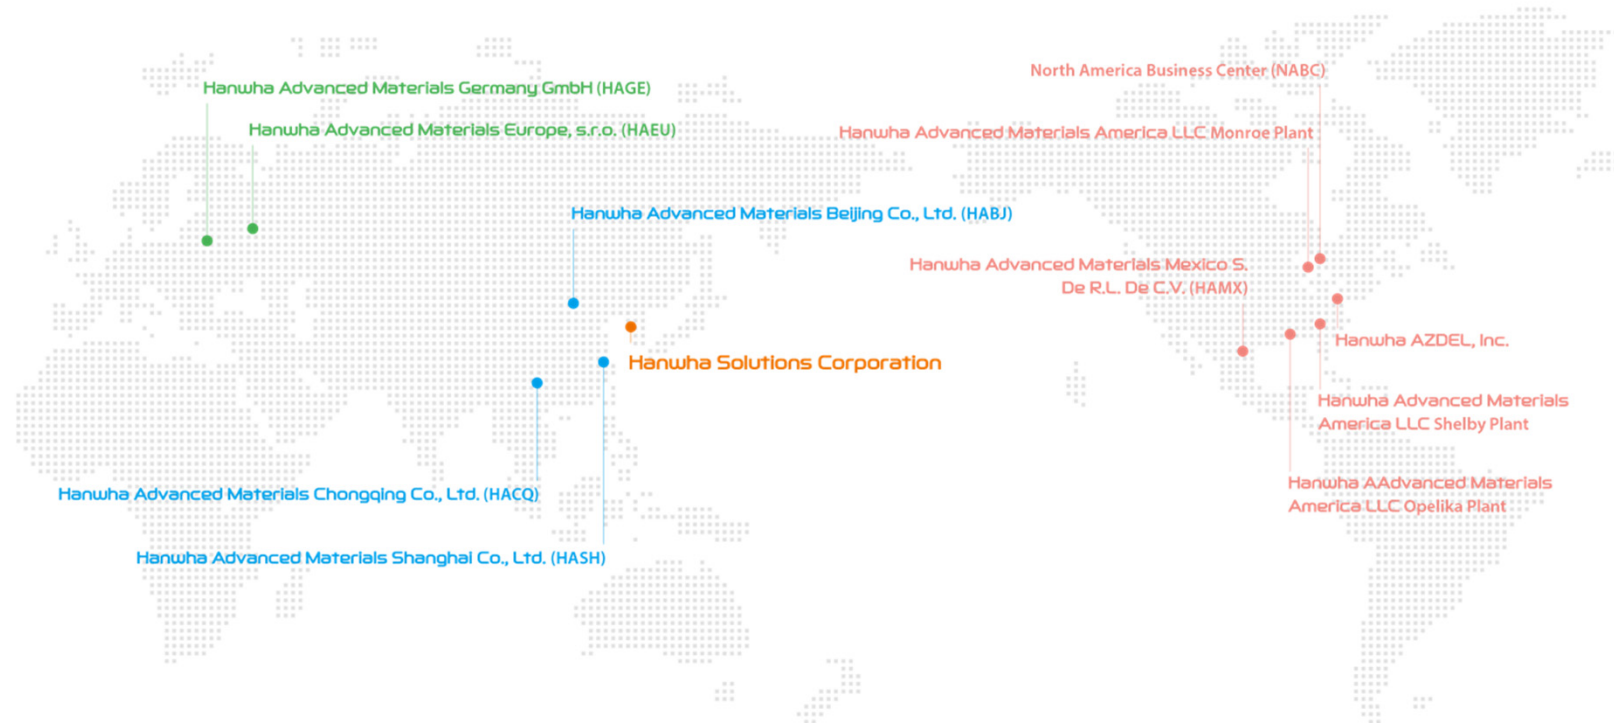 Hanwha Advanced Materials Germany GmbH (HAGE)
Hanwha Advanced Materials Europe, s.r.o. (HAEU)
Hanwha Advanced Materials Beijing Co., Ltd. (HABJ)
Hanwha Solutions Corporation
Hanwha Advanced Materials Chongqing Co., Ltd. (HACQ)
Hanwha Advanced Materials Shanghai Co., Ltd. (HASH)
North America Business Center (NABC)
Hanwha Advanced Materials America LLC Monroe Plant
Hanwha Advanced Materials Mexico S.
De R.L. De C.V. (HAMX)
Hanwha AZDEL, Inc.
Hanwha Advanced Materials
America LLC Shelby Plant
Hanwha AAdvanced Materials
America LLC Opelika Plant